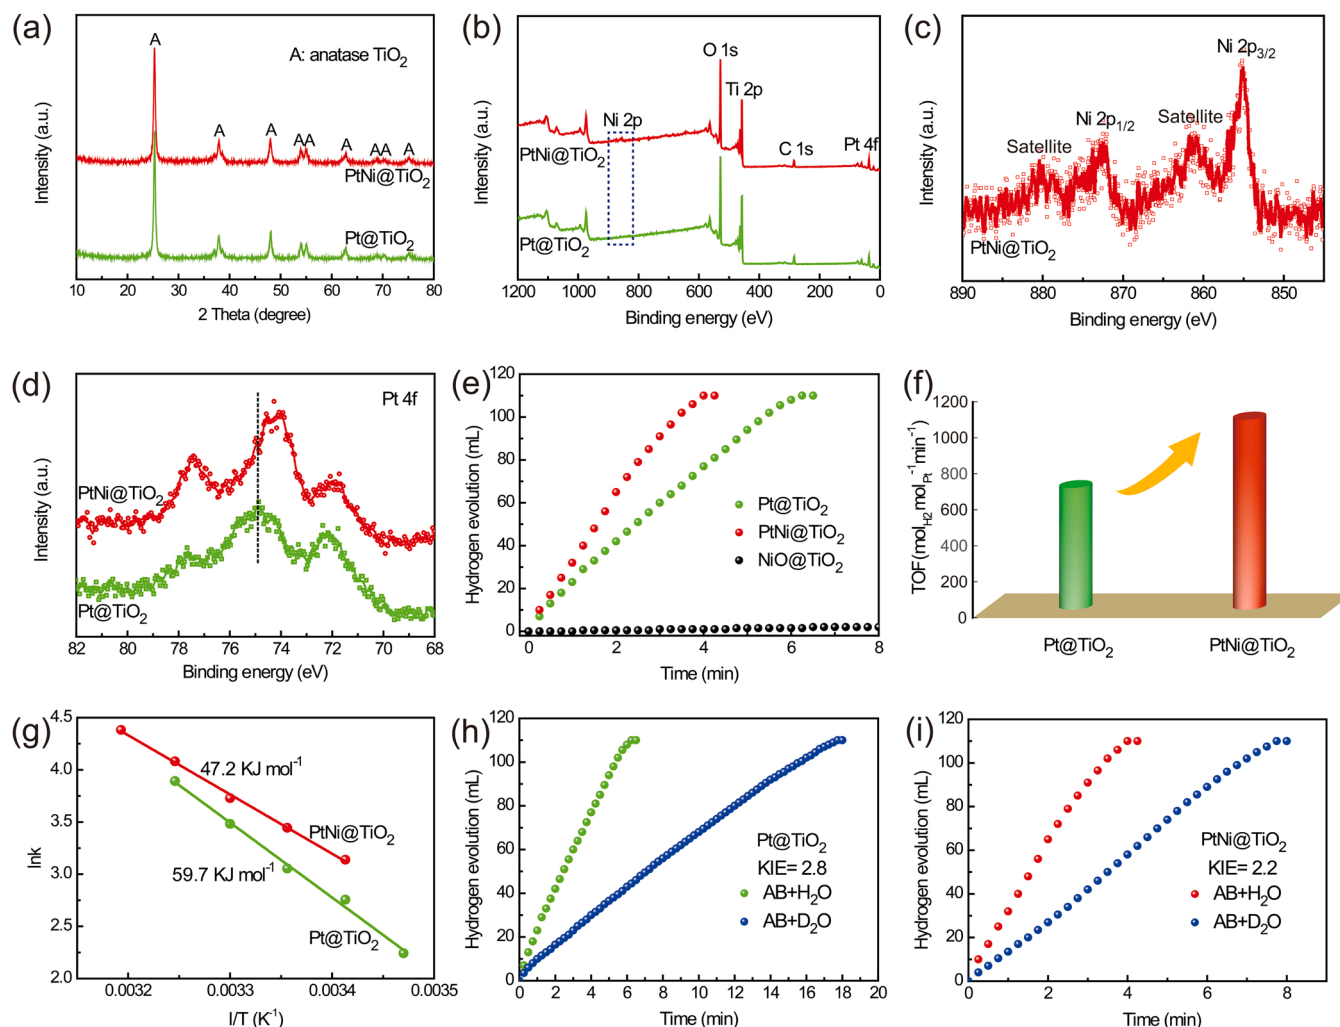 (a)
A
A: anatase TiO2
A
A
AA
A
AA
A
PtNi@TiO2
Pt@TiO2
Intensity (a.u.)
10 20 30 40 50 60 70 80
2 Theta (degree)
(b)
O 1s
Ti 2p
Ni 2p
C 1s
Pt 4f
PtNi@TiO2
Pt@TiO2
Intensity (a.u.)
1200 1000 800 600 400 200 0
Binding energy (eV)
(c)
Ni 2p3/2
Satellite
Ni 2p1/2
Satellite
PtNi@TiO2
Intensity (a.u.)
890 880 870 860 850
Binding energy (eV)
(d)
Pt 4f
PtNi@TiO2
Pt@TiO2
Intensity (a.u.)
82 80 78 76 74 72 70 68
Binding energy (eV)
(e)
120
100
80
60
40
20
0
Hydrogen evolution (mL)
Pt@TiO2
PtNi@TiO2
NiO@TiO2
0 2 4 6 8
Time (min)
(f)
1200
1000
800
600
400
200
0
TOF(molH2 molPt-1min-1)
Pt@TiO2
PtNi@TiO2
(g)
4.5
4.0
3.5
3.0
2.5
2.0
lnk
47.2 KJ mol-1
PtNi@TiO2
59.7 KJ mol-1
Pt@TiO2
0.0032 0.0033 0.0034 0.0035
I/T (K-1)
(h)
120
100
80
60
40
20
0
Hydrogen evolution (mL)
Pt@TiO2
KIE= 2.8
AB+H2O
AB+D2O
0 2 4 6 8 10 12 14 16 18 20
Time (min)
(i)
120
100
80
60
40
20
0
Hydrogen evolution (mL)
PtNi@TiO2
KIE= 2.2
AB+H2O
AB+D2O
0 2 4 6 8
Time (min)